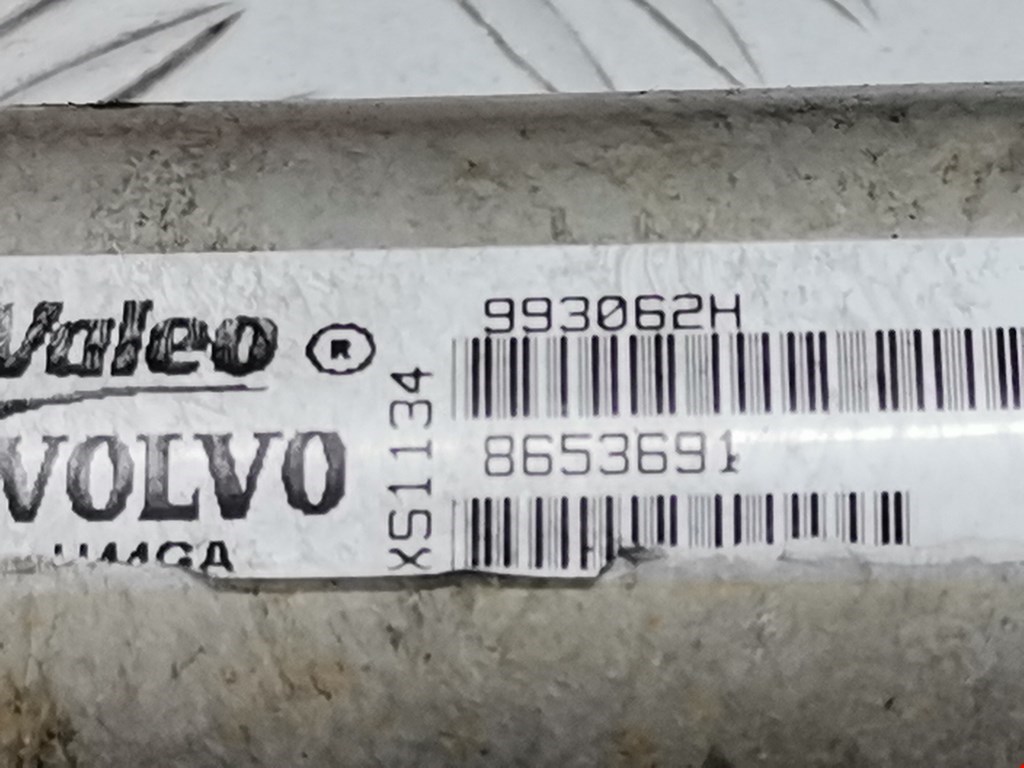 Valeo ®
VOLVO
XS1134
993062H
8653691